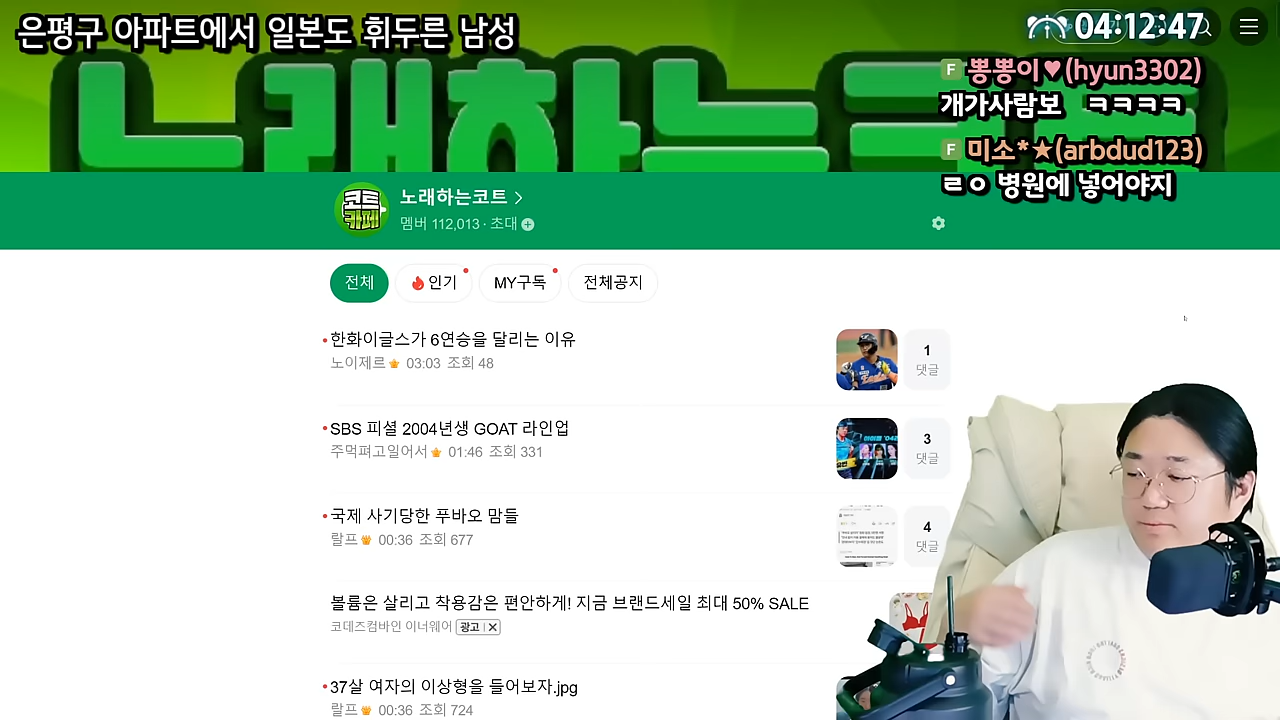 은평구 아파트에서 일본도 휘두른 남성
04:12:47
노래하는코
F 뽕뽕이♥(hyun3302)
개가사람보 ㅋㅋㅋㅋ
F 미소*★(arbdud123)
ㄹㅇ 병원에 넣어야지
코트
카페
노래하는코트 >
멤버 112,013 · 초대
전체
인기
MY구독
전체공지
한화이글스가 6연승을 달리는 이유
노이제르 03:03 조회 48
1
댓글
SBS 피셜 2004년생 GOAT 라인업
주먹펴고일어서 01:46 조회 331
3
댓글
국제 사기당한 푸바오 맘들
랄프 00:36 조회 677
4
댓글
볼륨은 살리고 착용감은 편안하게! 지금 브랜드세일 최대 50% SALE
코데즈컴바인 이너웨어 광고 X
37살 여자의 이상형을 들어보자.jpg
랄프 00:36 조회 724